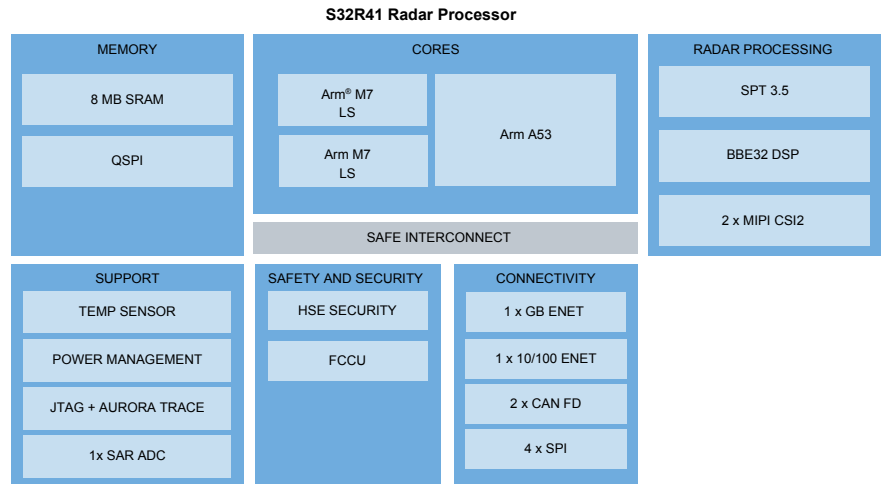 S32R41 Radar Processor
MEMORY
8 MB SRAM
QSPI
CORES
Arm® M7
LS
Arm M7
LS
Arm A53
RADAR PROCESSING
SPT 3.5
BBE32 DSP
2 x MIPI CSI2
SAFE INTERCONNECT
SUPPORT
TEMP SENSOR
POWER MANAGEMENT
JTAG + AURORA TRACE
1x SAR ADC
SAFETY AND SECURITY
HSE SECURITY
FCCU
CONNECTIVITY
1 x GB ENET
1 x 10/100 ENET
2 x CAN FD
4 x SPI